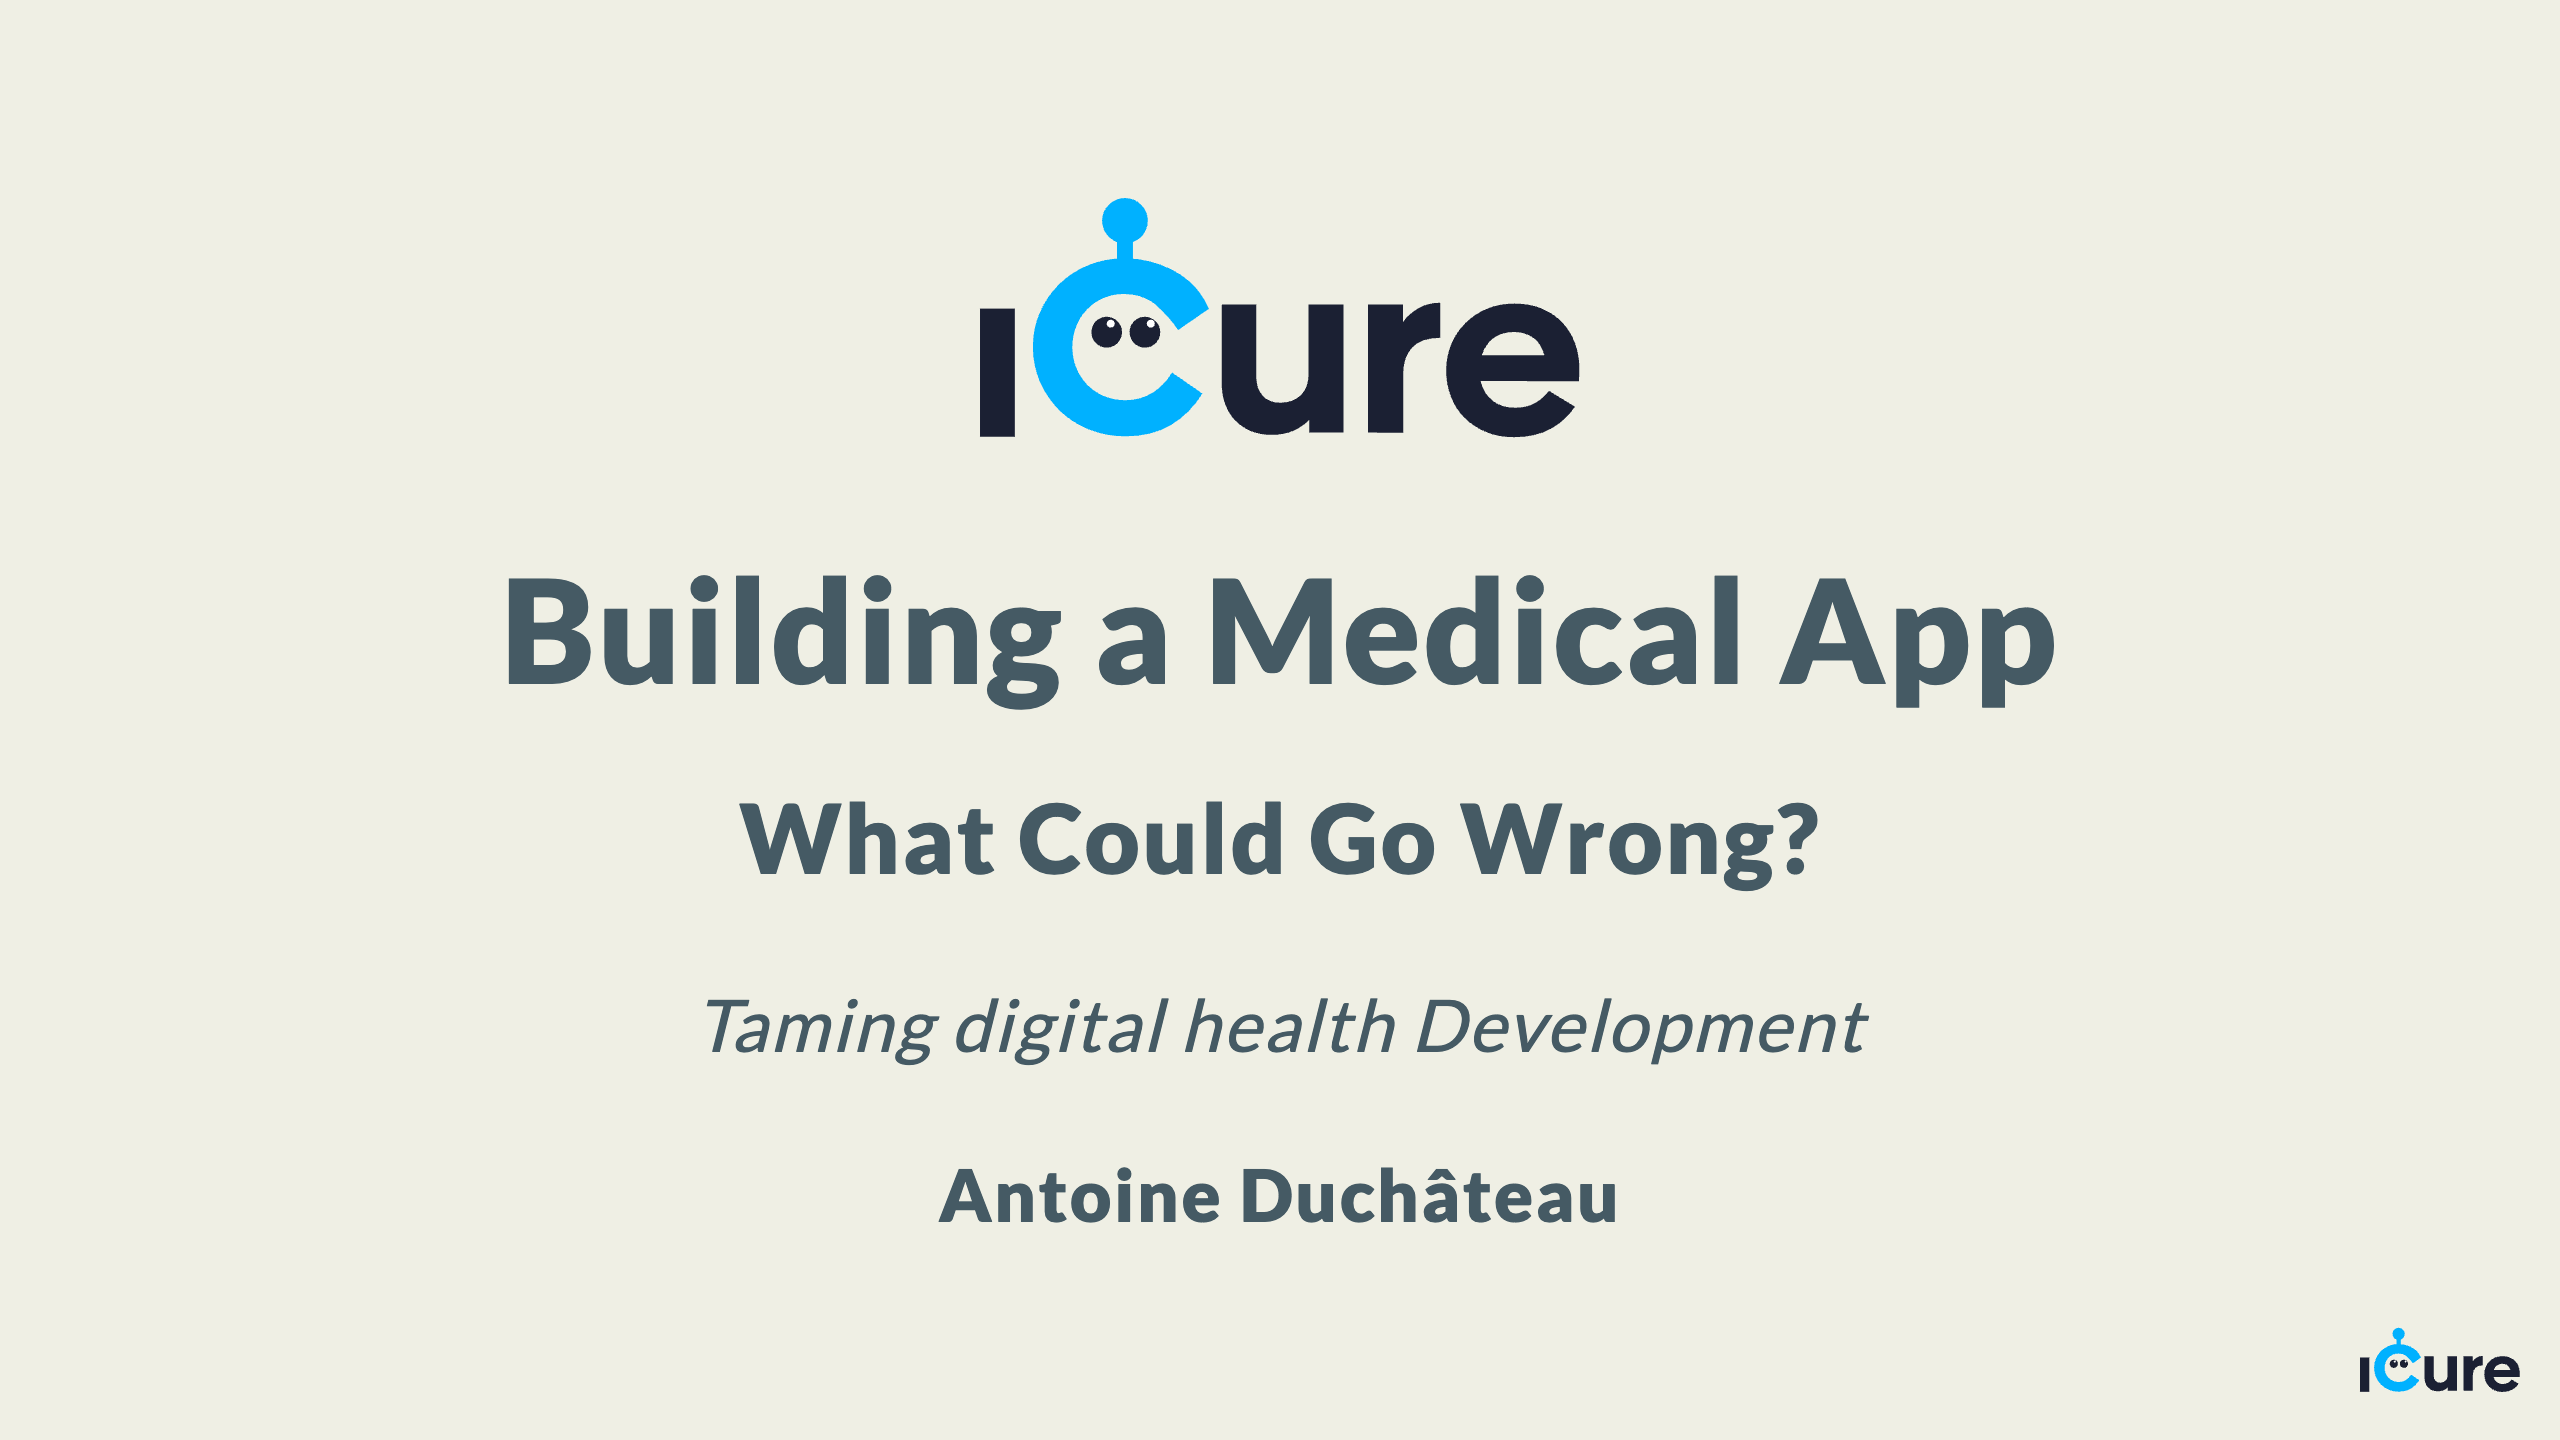 iCure
Building a Medical App
What Could Go Wrong?
Taming digital health Development
Antoine Duchâteau
iCure